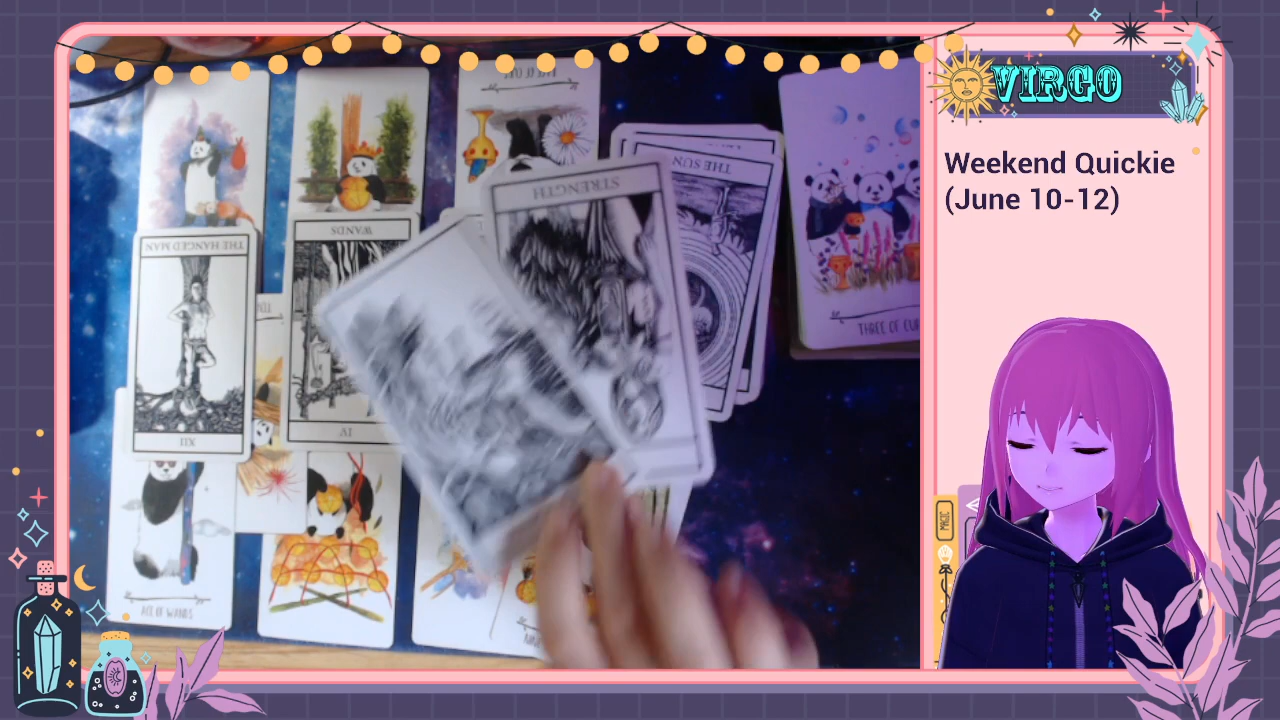 VIRGO
Weekend Quickie
(June 10-12)
THE SUN
STRENGTH
WANDS
THE HANGED MAN
THREE OF CU
IV
XII
ACE OF WANDS
MAGIC